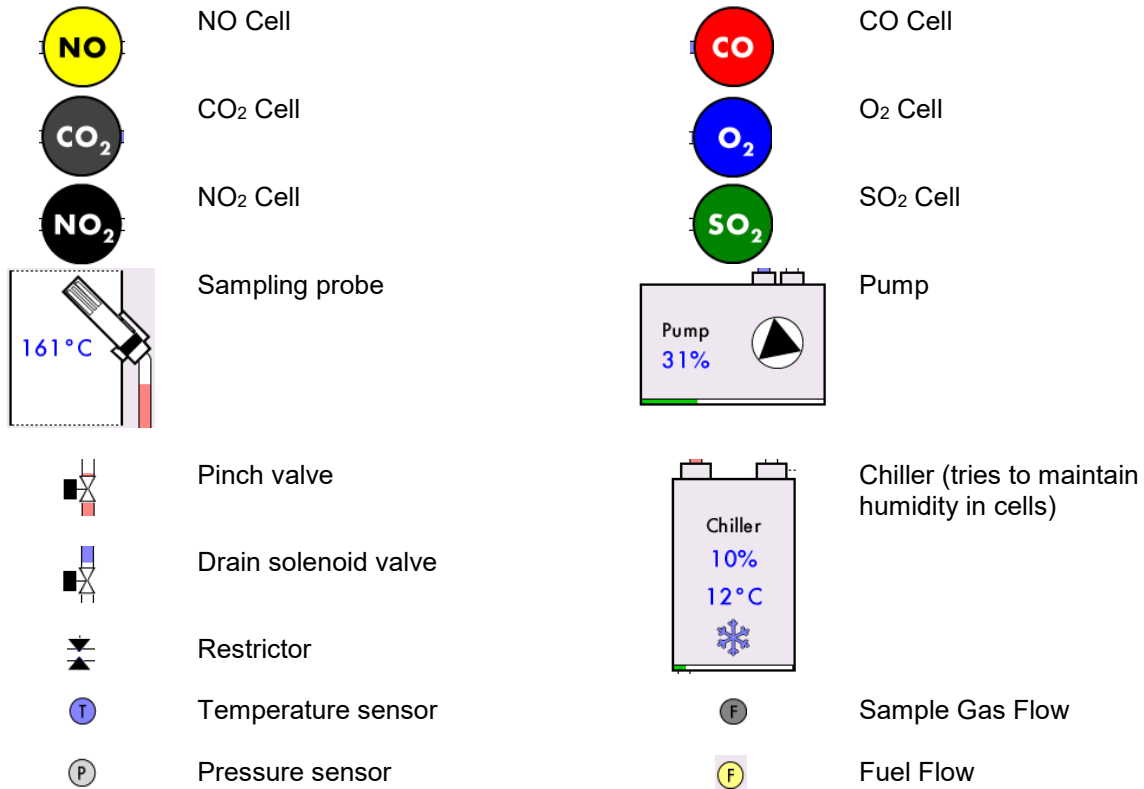 NO
NO Cell
CO
CO Cell
CO₂
CO₂ Cell
O₂
O₂ Cell
NO₂
NO₂ Cell
SO₂
SO₂ Cell
161°C
Sampling probe
Pump
31%
Pump
Pinch valve
Chiller
10%
12°C
Chiller (tries to maintain
humidity in cells)
Drain solenoid valve
Restrictor
T
Temperature sensor
F
Sample Gas Flow
P
Pressure sensor
F
Fuel Flow